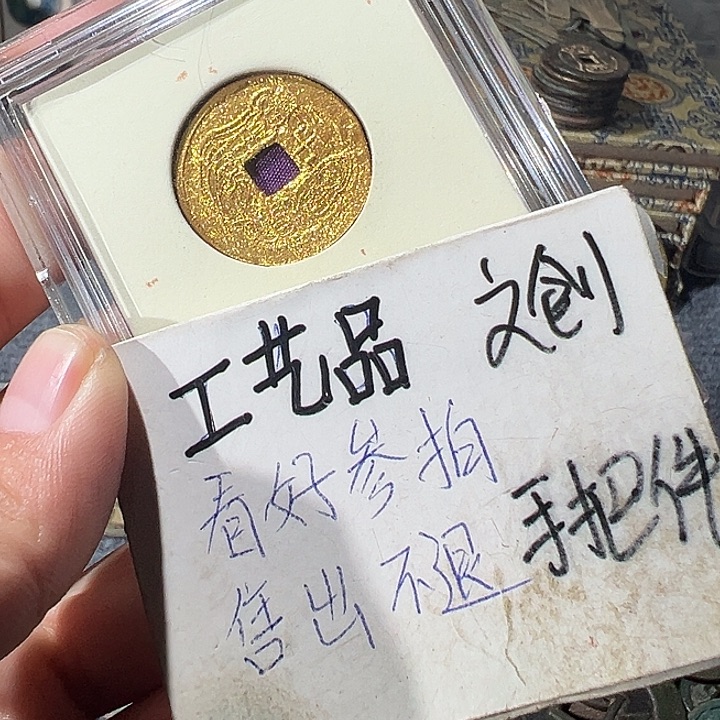 工艺品 文创
看好参拍
手把件
售出不退